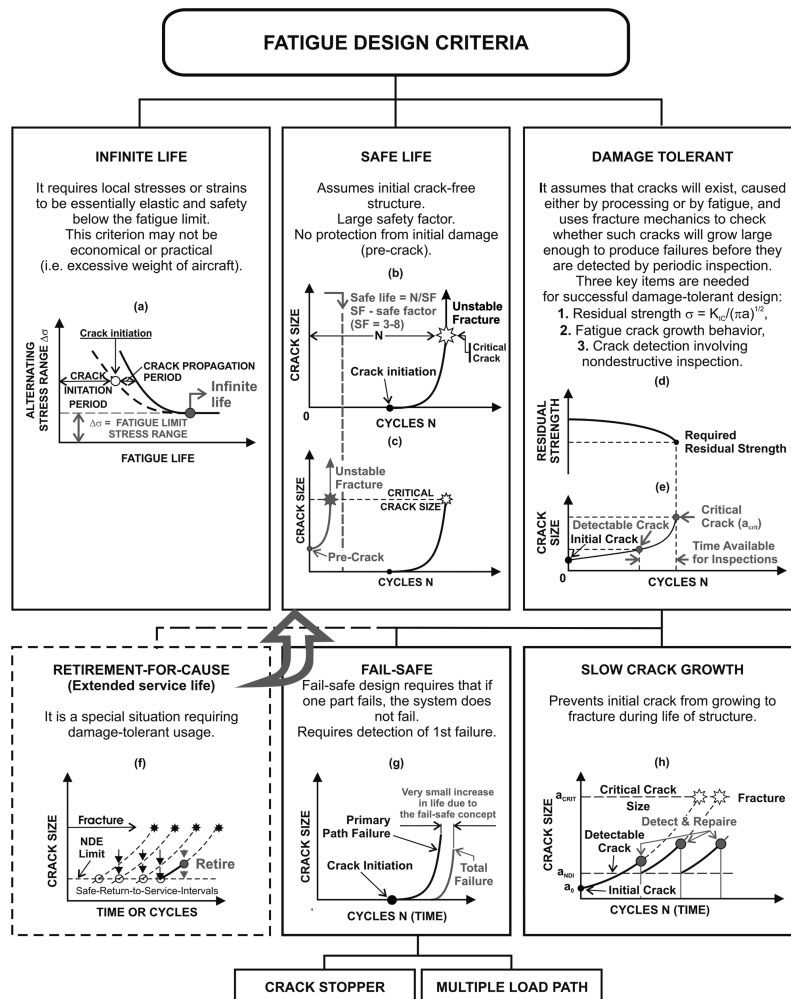 FATIGUE DESIGN CRITERIA
INFINITE LIFE
It requires local stresses or strains
to be essentially elastic and safety
below the fatigue limit.
This criterion may not be
economical or practical
(i.e. excessive weight of aircraft).
(a)
Crack initiation
ALTERNATING
STRESS RANGE Δσ
CRACK
INITATION
PERIOD
CRACK PROPAGATION
PERIOD
Infinite
life
Δσ = FATIGUE LIMIT
STRESS RANGE
FATIGUE LIFE
SAFE LIFE
Assumes initial crack-free
structure.
Large safety factor.
No protection from initial damage
(pre-crack).
(b)
Safe life = N/SF
SF - safe factor
(SF = 3-8)
N
Unstable
Fracture
Critical
Crack
CRACK SIZE
Crack initiation
0
CYCLES N
(c)
Unstable
Fracture
CRITICAL
CRACK SIZE
CRACK SIZE
Pre-Crack
CYCLES N
DAMAGE TOLERANT
It assumes that cracks will exist, caused
either by processing or by fatigue, and
uses fracture mechanics to check
whether such cracks will grow large
enough to produce failures before they
are detected by periodic inspection.
Three key items are needed
for successful damage-tolerant design:
1. Residual strength σ = K_IC/(πa)^1/2,
2. Fatigue crack growth behavior,
3. Crack detection involving
nondestructive inspection.
(d)
RESIDUAL
STRENGTH
Required
Residual Strength
(e)
CRACK
SIZE
Detectable Crack
Initial Crack
Critical
Crack (a_crit)
Time Available
for Inspections
0
CYCLES N
RETIREMENT-FOR-CAUSE
(Extended service life)
It is a special situation requiring
damage-tolerant usage.
(f)
CRACK SIZE
Fracture
NDE
Limit
Retire
Safe-Return-to-Service-Intervals
TIME OR CYCLES
FAIL-SAFE
Fail-safe design requires that if
one part fails, the system does
not fail.
Requires detection of 1st failure.
(g)
Very small increase
in life due to
the fail-safe concept
CRACK SIZE
Primary
Path Failure
Crack Initiation
Total
Failure
CYCLES N (TIME)
SLOW CRACK GROWTH
Prevents initial crack from growing to
fracture during life of structure.
(h)
CRACK SIZE
a_CRIT
Critical Crack
Size
Fracture
Detect & Repaire
Detectable
Crack
a_NDI
a_0
Initial Crack
CYCLES N (TIME)
CRACK STOPPER
MULTIPLE LOAD PATH